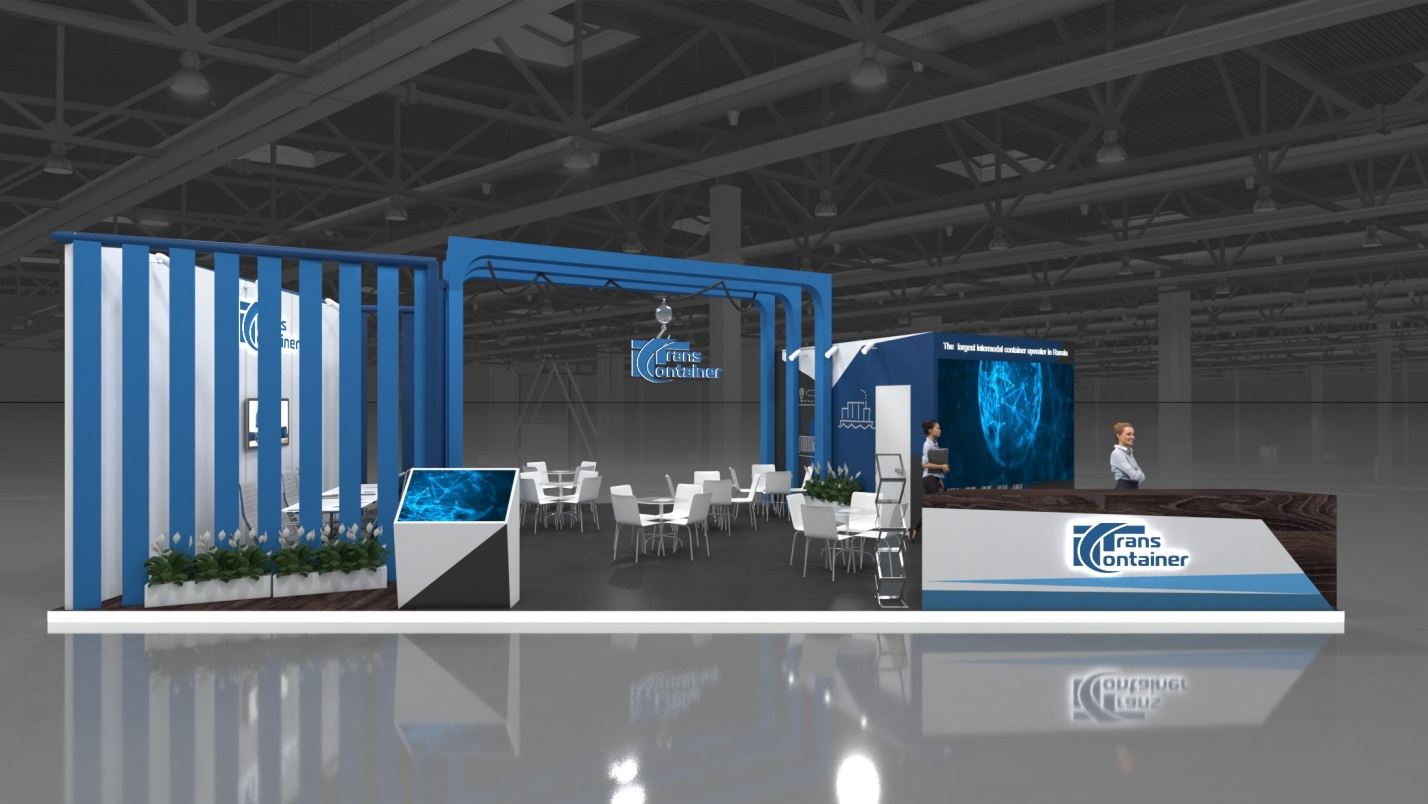 Trans
Container
Trans
Container
The largest intermodal container operator in Russia
Trans
Container